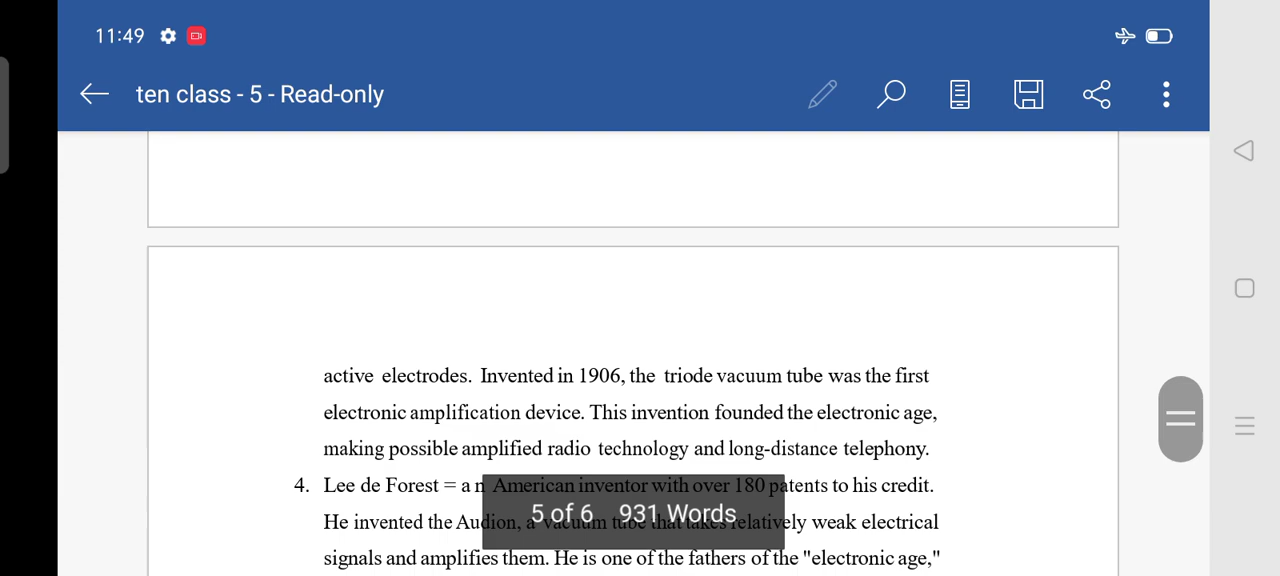 11:49
ten class - 5 - Read-only
active electrodes. Invented in 1906, the triode vacuum tube was the first
electronic amplification device. This invention founded the electronic age,
making possible amplified radio technology and long-distance telephony.
4. Lee de Forest = a n American inventor with over 180 patents to his credit.
He invented the Audion, a vacuum tube that takes relatively weak electrical
5 of 6 931 Words
signals and amplifies them. He is one of the fathers of the "electronic age,"